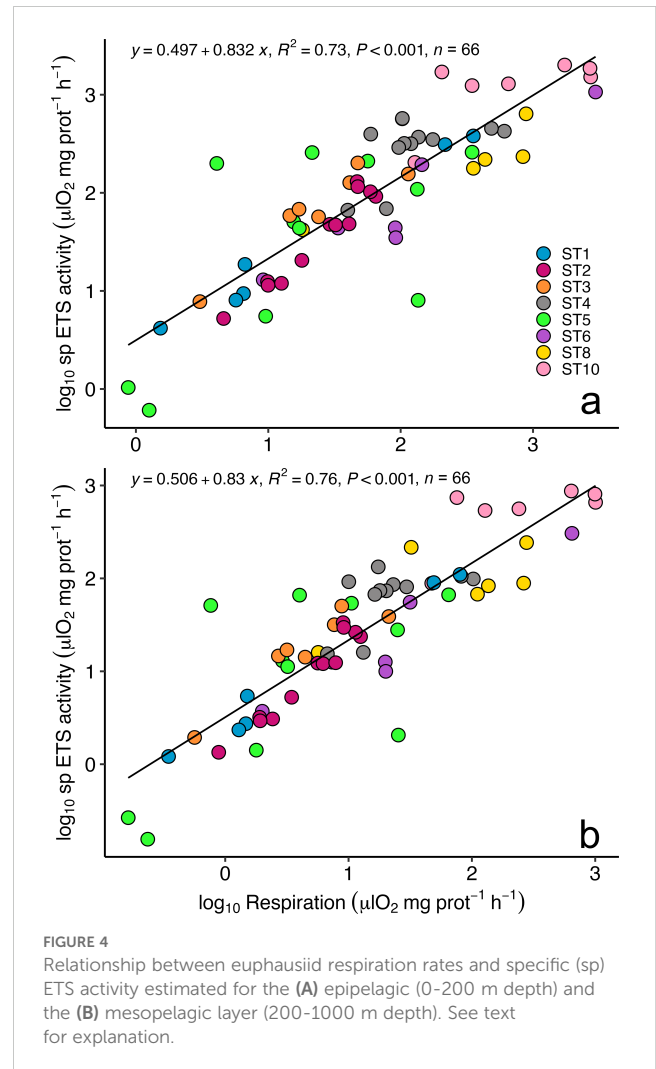 y = 0.497 + 0.832 x, R² = 0.73, P < 0.001, n = 66
log₁₀ sp ETS activity (μlO₂ mg prot⁻¹ h⁻¹)
3
2
1
0
ST1
ST2
ST3
ST4
ST5
ST6
ST8
ST10
a
0 1 2 3
y = 0.506 + 0.83 x, R² = 0.76, P < 0.001, n = 66
log₁₀ sp ETS activity (μlO₂ mg prot⁻¹ h⁻¹)
3
2
1
0
b
0 1 2 3
log₁₀ Respiration (μlO₂ mg prot⁻¹ h⁻¹)
FIGURE 4
Relationship between euphausiid respiration rates and specific (sp)
ETS activity estimated for the (A) epipelagic (0-200 m depth) and
the (B) mesopelagic layer (200-1000 m depth). See text
for explanation.